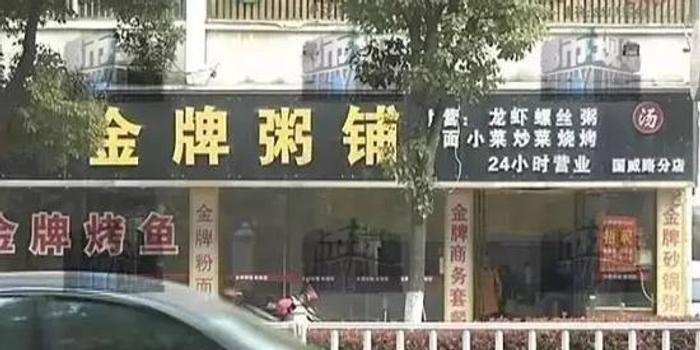 金牌粥铺
营：龙虾螺丝粥
面小菜炒菜烧烤
24小时营业
国威路分店
汤
金牌烤鱼
金牌粉面
金牌商务套餐
金牌砂锅粥